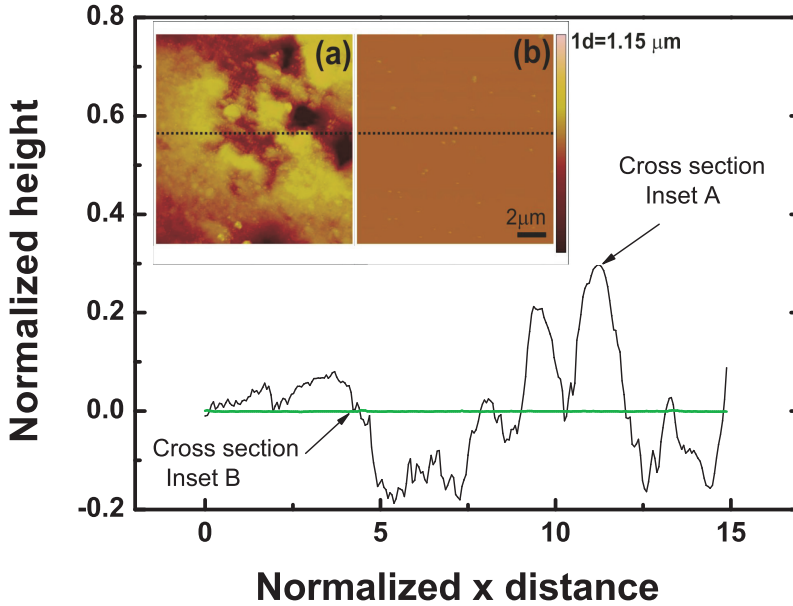 0.8
0.6
0.4
0.2
0.0
-0.2
Normalized height
(a)
(b)
1d=1.15 μm
2μm
Cross section
Inset A
Cross section
Inset B
0
5
10
15
Normalized x distance